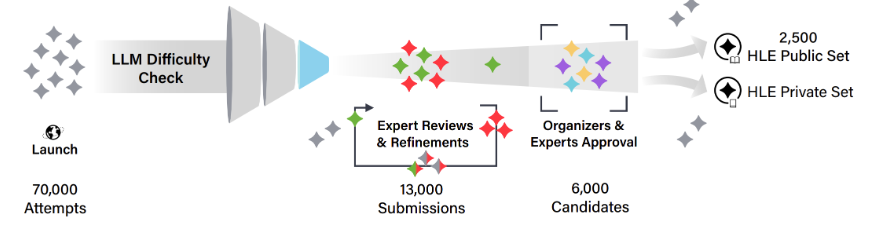 LLM Difficulty
Check
Launch
70,000
Attempts
Expert Reviews
& Refinements
13,000
Submissions
Organizers &
Experts Approval
6,000
Candidates
2,500
HLE Public Set
HLE Private Set